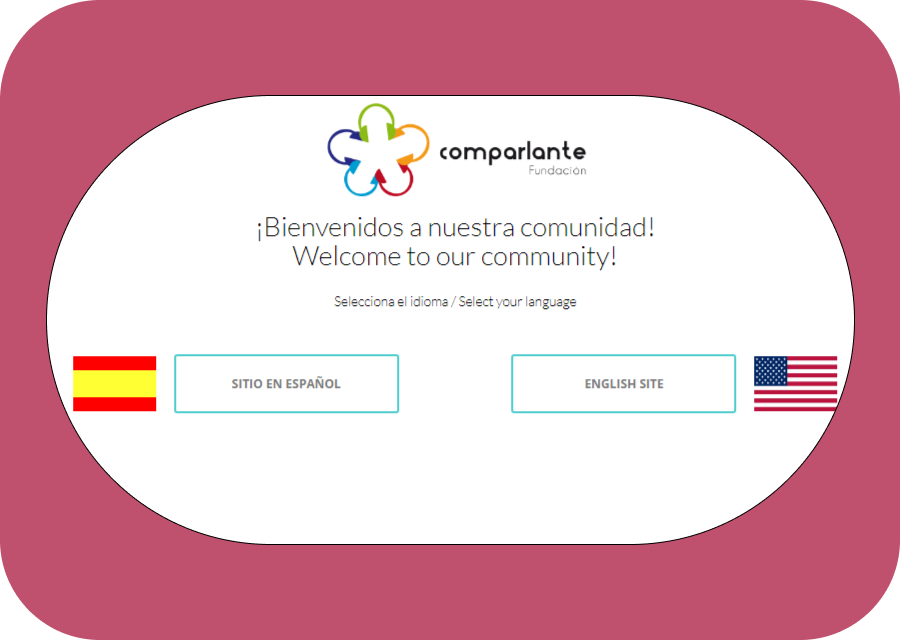 comparlante
Fundación
¡Bienvenidos a nuestra comunidad!
Welcome to our community!
Selecciona el idioma / Select your language
SITIO EN ESPAÑOL
ENGLISH SITE